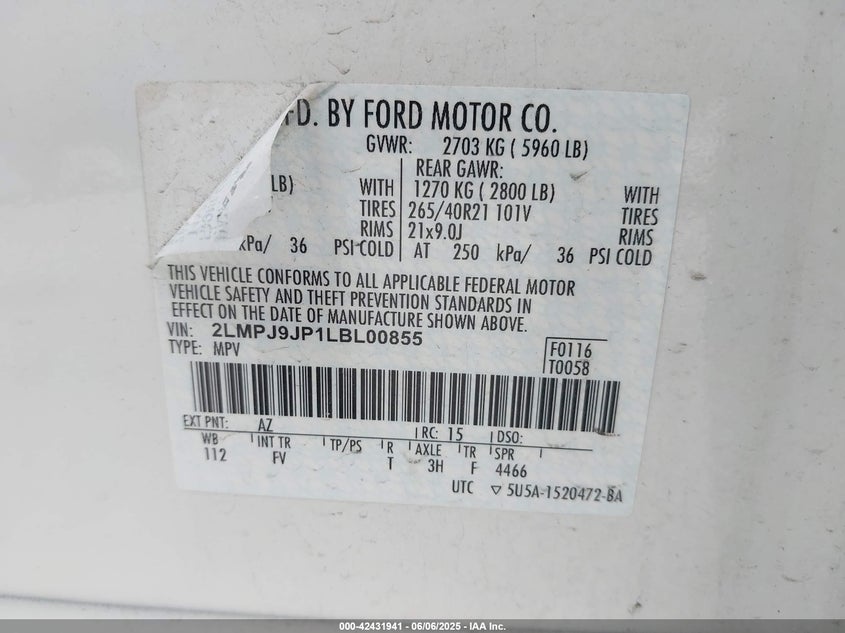 FD. BY FORD MOTOR CO.
GVWR: 2703 KG ( 5960 LB)
REAR GAWR:
LB) WITH 1270 KG ( 2800 LB) WITH
TIRES 265/40R21 101V TIRES
RIMS 21x9.0J RIMS
kPa/ 36 PSI COLD AT 250 kPa/ 36 PSI COLD
THIS VEHICLE CONFORMS TO ALL APPLICABLE FEDERAL MOTOR
VEHICLE SAFETY AND THEFT PREVENTION STANDARDS IN
EFFECT ON THE DATE OF MANUFACTURE SHOWN ABOVE.
VIN: 2LMPJ9JP1LBL00855
TYPE: MPV
F0116
T0058
EXT PNT: AZ RC: 15 DSO:
WB INT TR TP/PS R AXLE TR SPR
112 FV T 3H F 4466
UTC ▽ 5U5A-1520472-BA
000-42431941 / 06/06/2025 - IAA Inc.